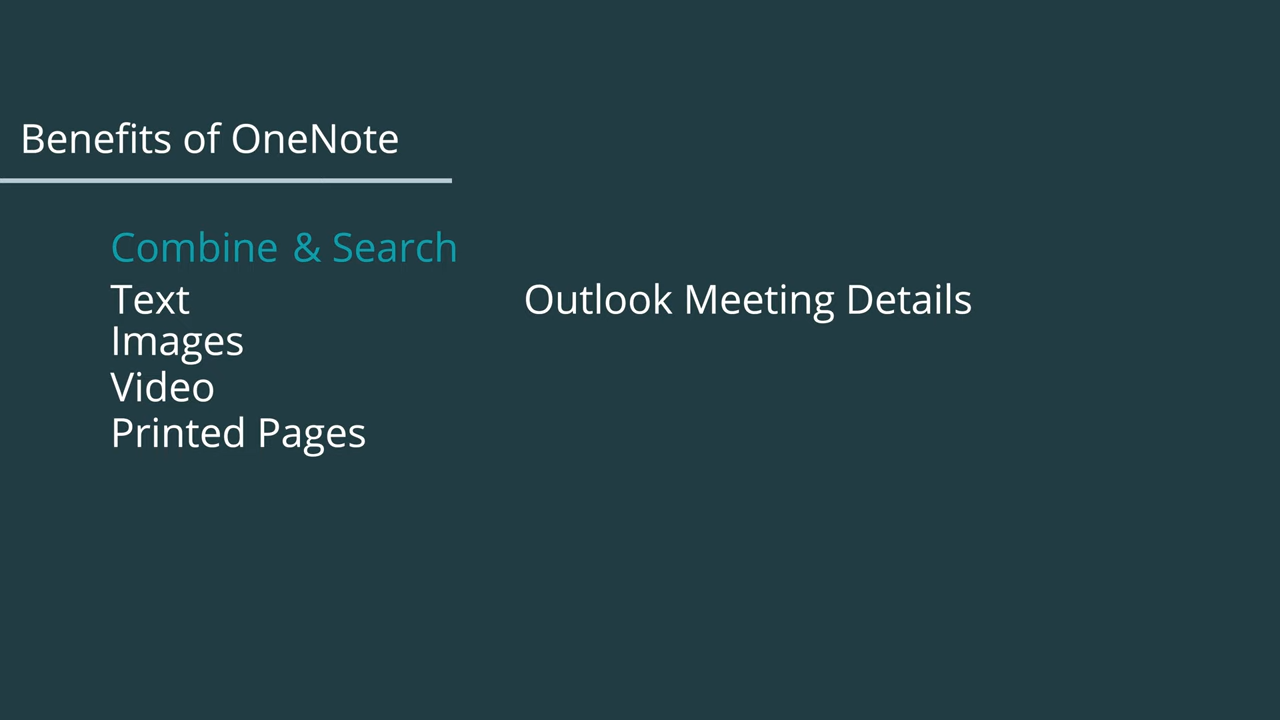 Benefits of OneNote
Combine & Search
Text
Images
Video
Printed Pages
Outlook Meeting Details